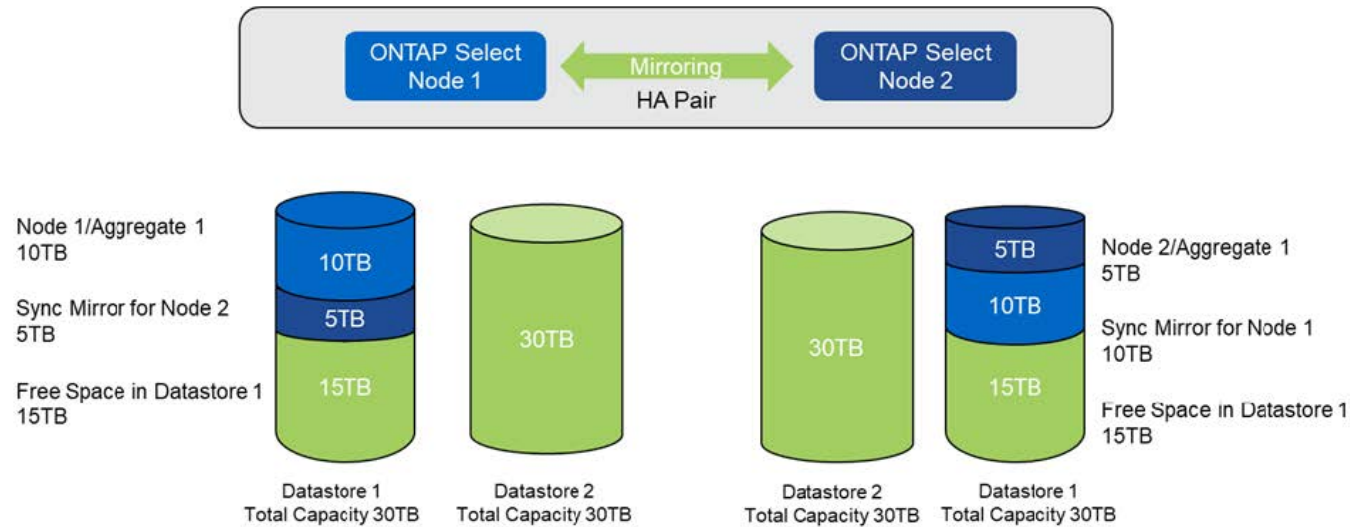 ONTAP Select
Node 1
Mirroring
HA Pair
ONTAP Select
Node 2
Node 1/Aggregate 1
10TB
Sync Mirror for Node 2
5TB
Free Space in Datastore 1
15TB
10TB
5TB
15TB
30TB
30TB
5TB
10TB
15TB
Node 2/Aggregate 1
5TB
Sync Mirror for Node 1
10TB
Free Space in Datastore 1
15TB
Datastore 1
Total Capacity 30TB
Datastore 2
Total Capacity 30TB
Datastore 2
Total Capacity 30TB
Datastore 1
Total Capacity 30TB